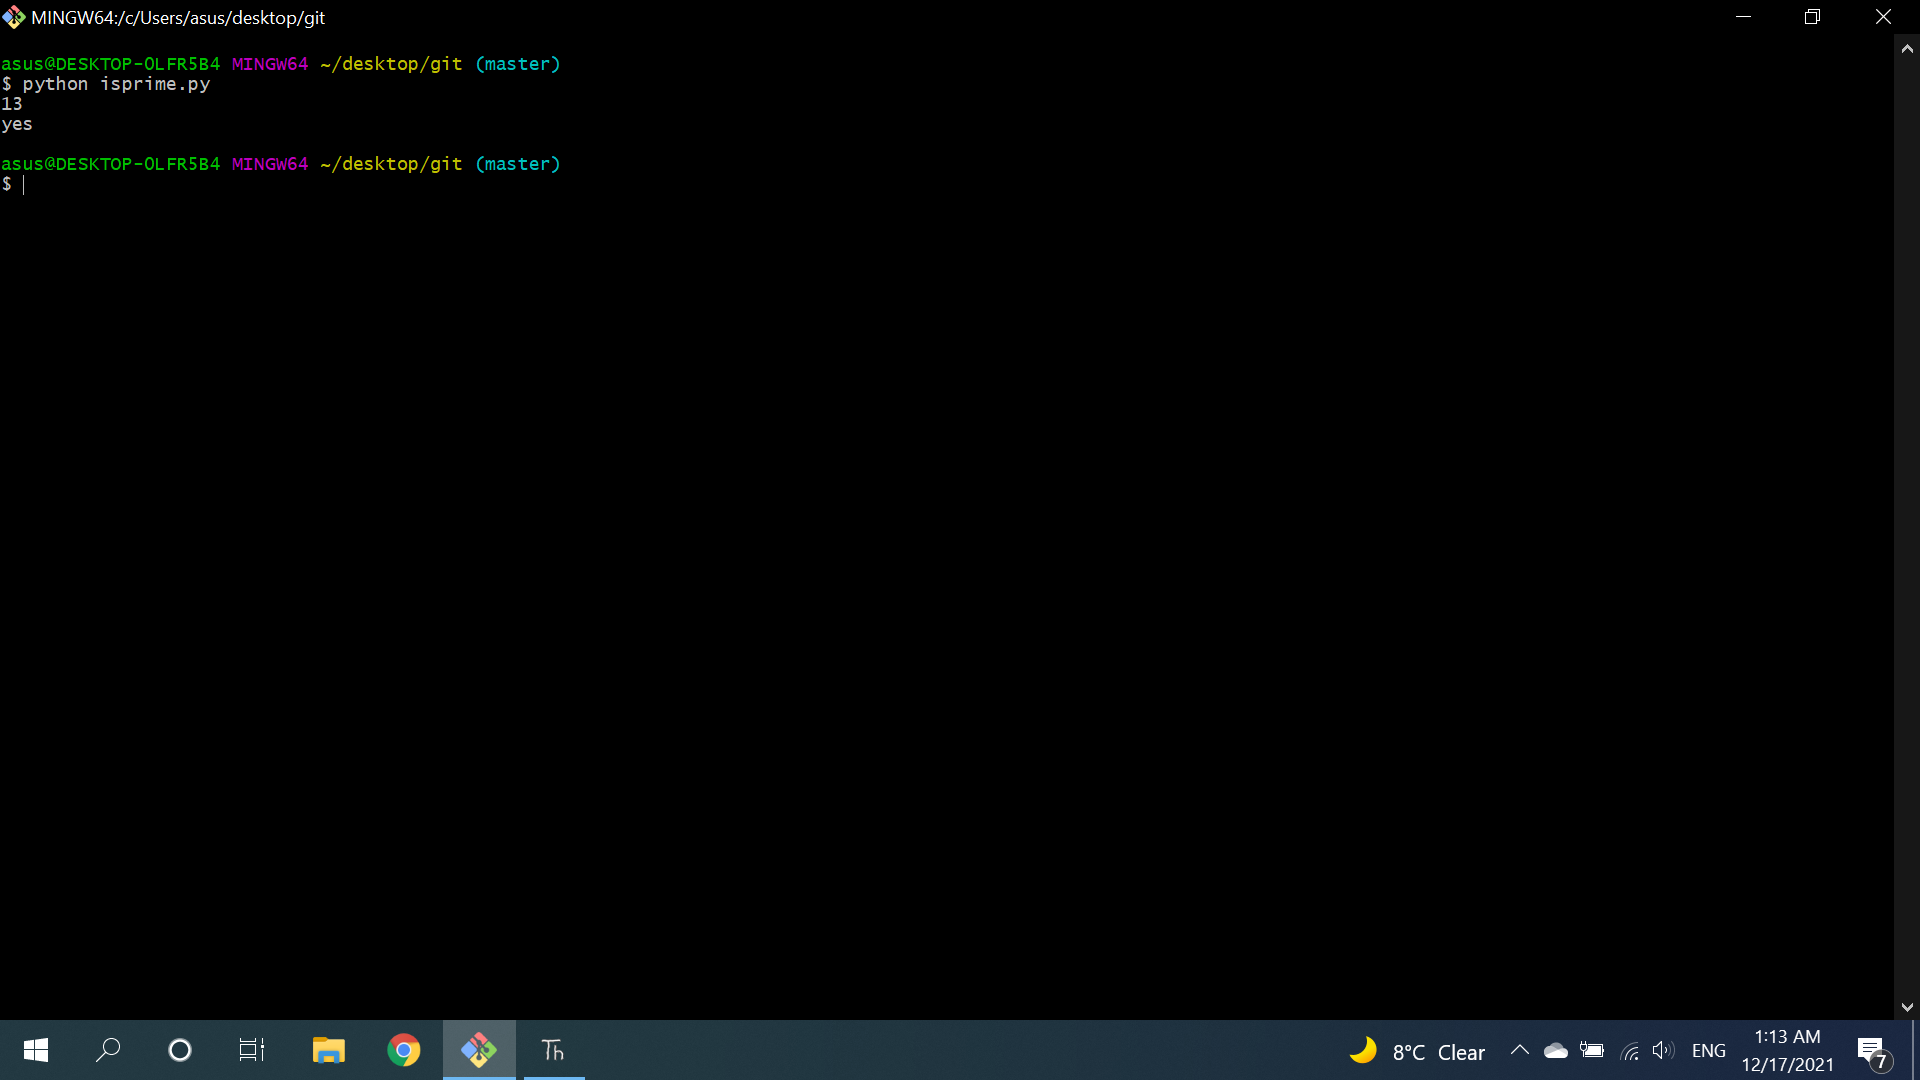 MINGW64:/c/Users/asus/desktop/git
asus@DESKTOP-0LFR5B4 MINGW64 ~/desktop/git (master)
$ python isprime.py
13
yes
asus@DESKTOP-0LFR5B4 MINGW64 ~/desktop/git (master)
$
Th
8°C Clear
ENG
1:13 AM
12/17/2021
7